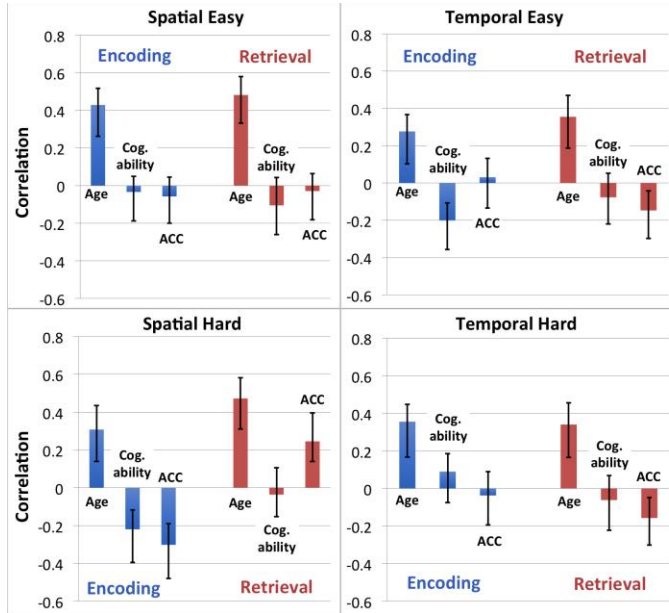 Spatial Easy
Encoding
Retrieval
Correlation
0.8
0.6
0.4
0.2
0
-0.2
-0.4
-0.6
Age
Cog.
ability
ACC
Age
Cog.
ability
ACC
Temporal Easy
Encoding
Retrieval
0.8
0.6
0.4
0.2
0
-0.2
-0.4
-0.6
Age
Cog.
ability
ACC
Age
Cog.
ability
ACC
Spatial Hard
Correlation
0.8
0.6
0.4
0.2
0
-0.2
-0.4
-0.6
Age
Cog.
ability
ACC
Age
Cog.
ability
ACC
Encoding
Retrieval
Temporal Hard
0.8
0.6
0.4
0.2
0
-0.2
-0.4
-0.6
Age
Cog.
ability
ACC
Age
Cog.
ability
ACC
Encoding
Retrieval